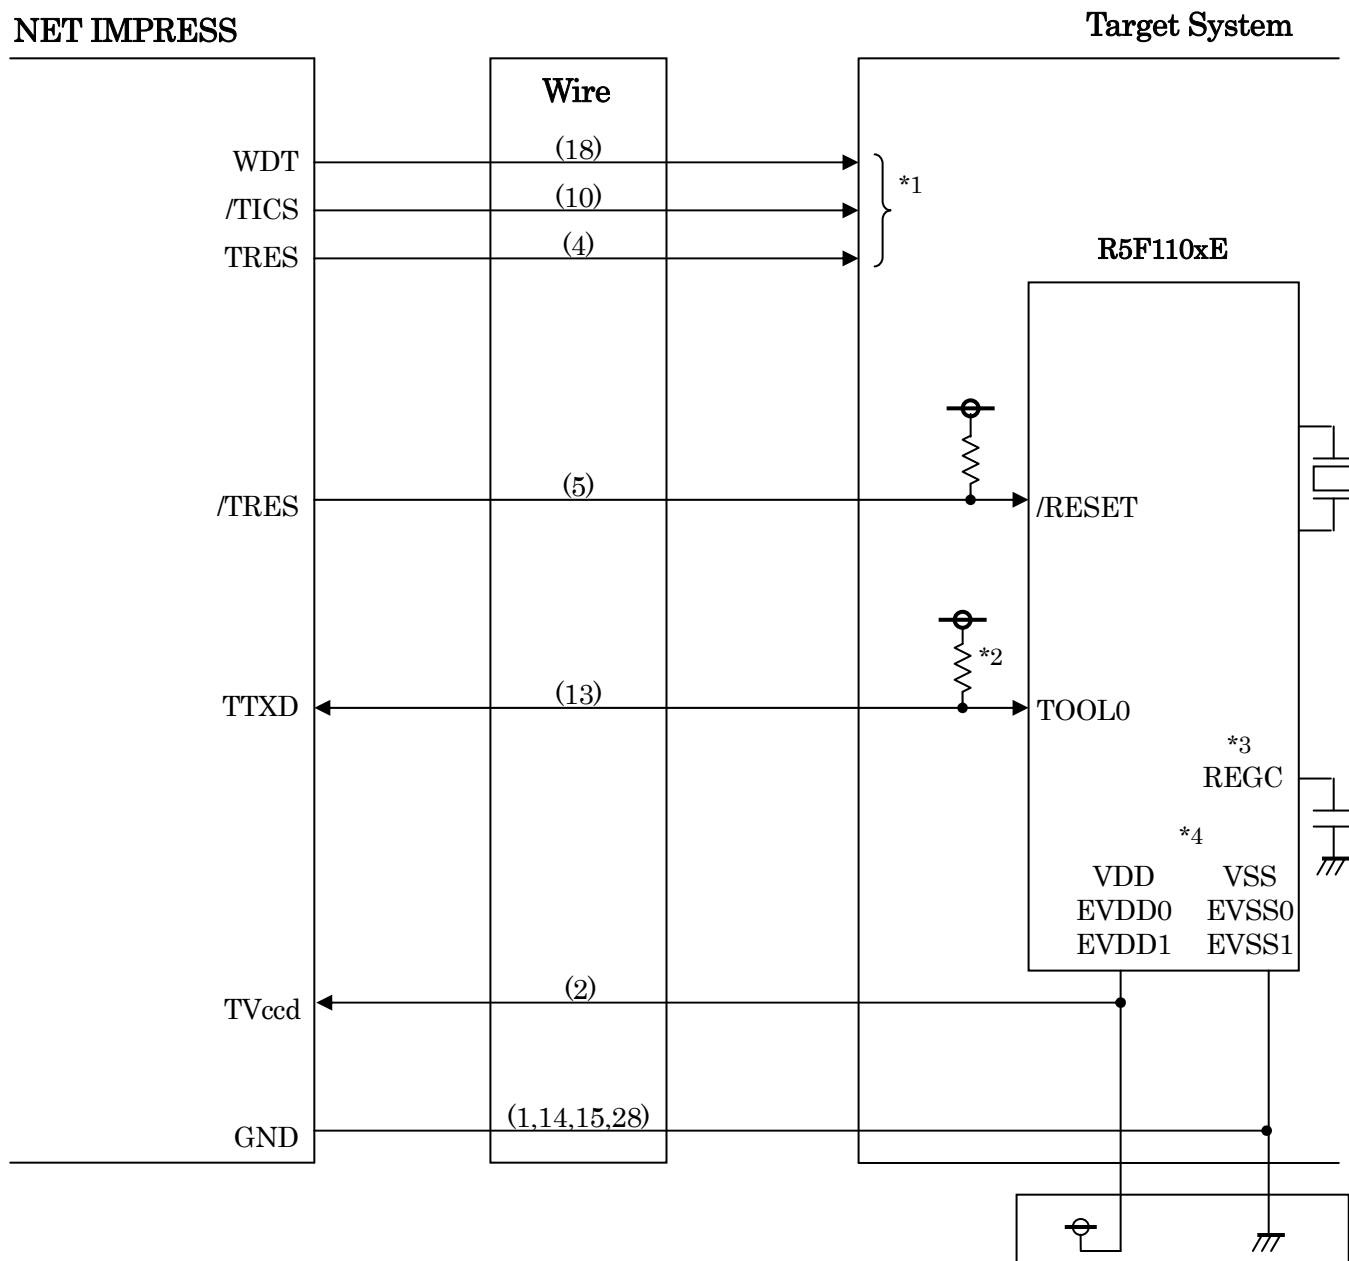 NET IMPRESS
Target System
Wire
WDT
(18)
*1
/TICS
(10)
TRES
(4)
R5F110xE
/TRES
(5)
/RESET
*2
TTXD
(13)
TOOL0
*3
REGC
*4
VDD
VSS
EVDD0
EVSS0
EVDD1
EVSS1
TVccd
(2)
GND
(1,14,15,28)